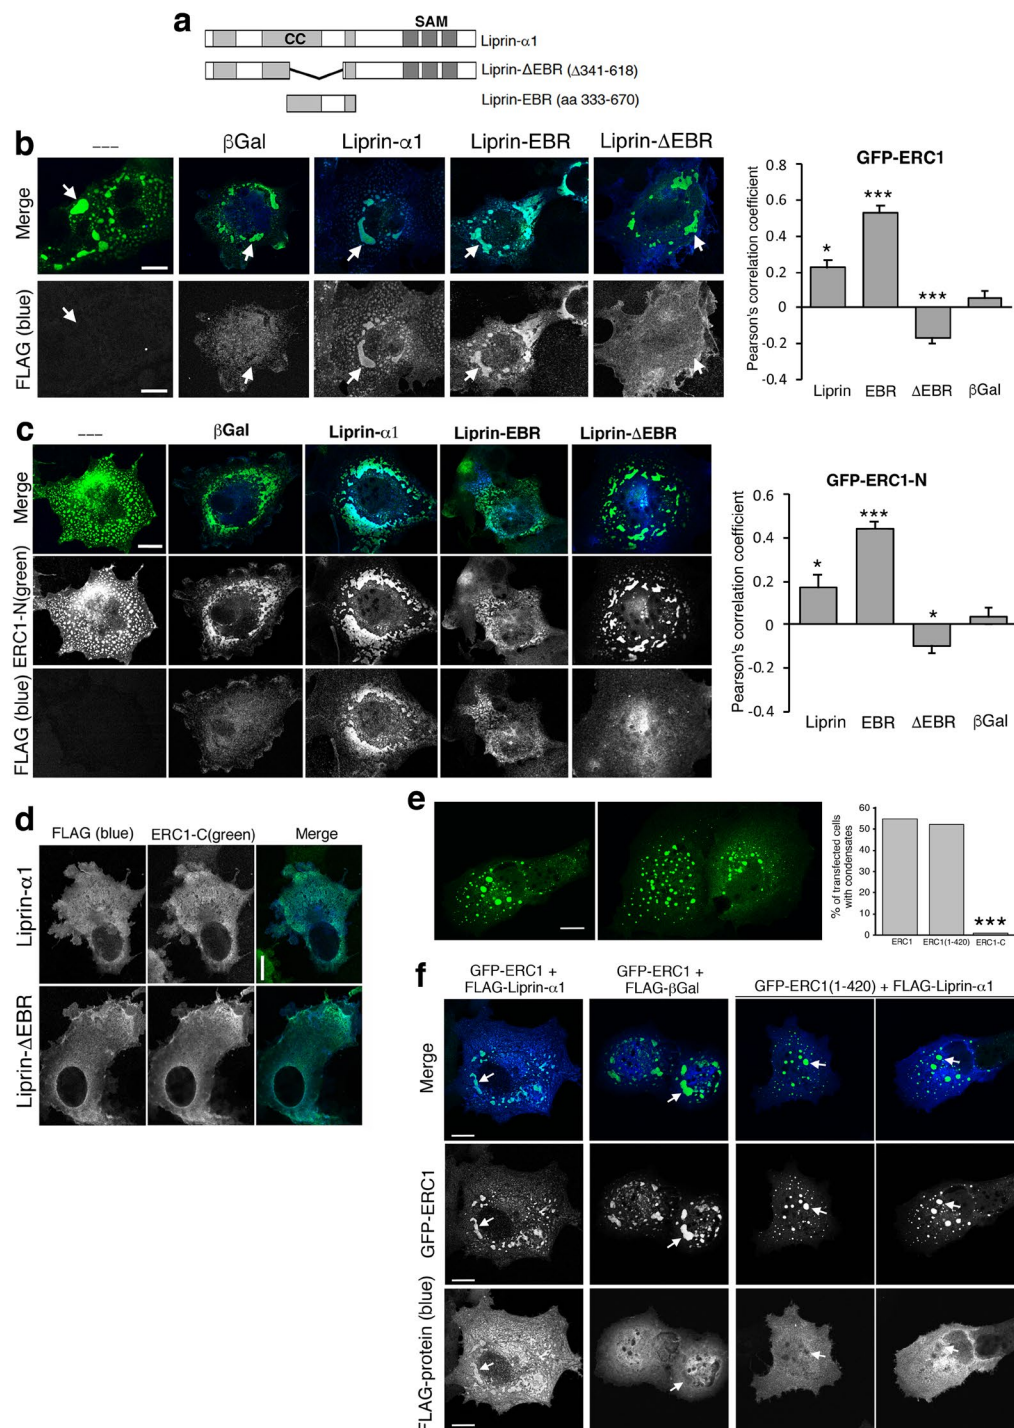 a
SAM
CC
Liprin-α1
Liprin-ΔEBR (Δ341-618)
Liprin-EBR (aa 333-670)
b
___
βGal
Liprin-α1
Liprin-EBR
Liprin-ΔEBR
Merge
FLAG (blue)
GFP-ERC1
Pearson's correlation coefficient
0.8
0.6
0.4
0.2
0
-0.2
-0.4
*
***
***
Liprin
EBR
ΔEBR
βGal
c
___
βGal
Liprin-α1
Liprin-EBR
Liprin-ΔEBR
Merge
ERC1-N(green)
FLAG (blue)
GFP-ERC1-N
Pearson's correlation coefficient
0.6
0.4
0.2
0
-0.2
-0.4
*
***
*
Liprin
EBR
ΔEBR
βGal
d
FLAG (blue)
ERC1-C(green)
Merge
Liprin-α1
Liprin-ΔEBR
e
% of transfected cells
with condensates
60
50
40
30
20
10
0
***
ERC1
ERC1(1-420)
ERC1-C
f
GFP-ERC1 +
FLAG-Liprin-α1
GFP-ERC1 +
FLAG-βGal
GFP-ERC1(1-420) + FLAG-Liprin-α1
Merge
GFP-ERC1
FLAG-protein (blue)